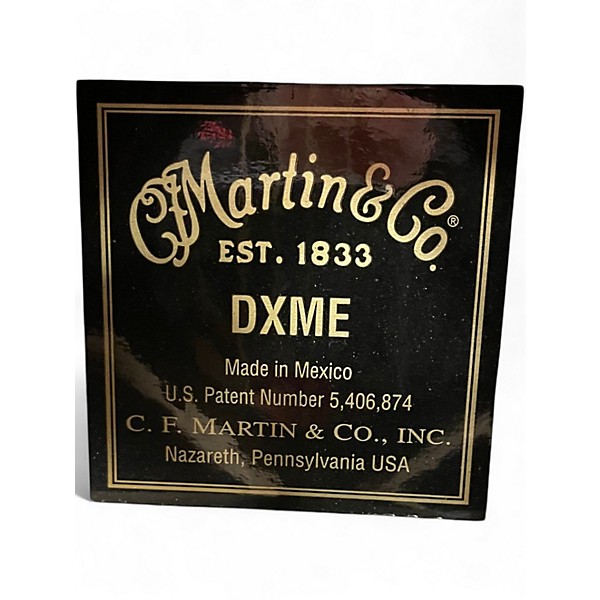 CFMartin & Co.®
EST. 1833
DXME
Made in Mexico
U.S. Patent Number 5,406,874
C. F. MARTIN & CO., INC.
Nazareth, Pennsylvania USA